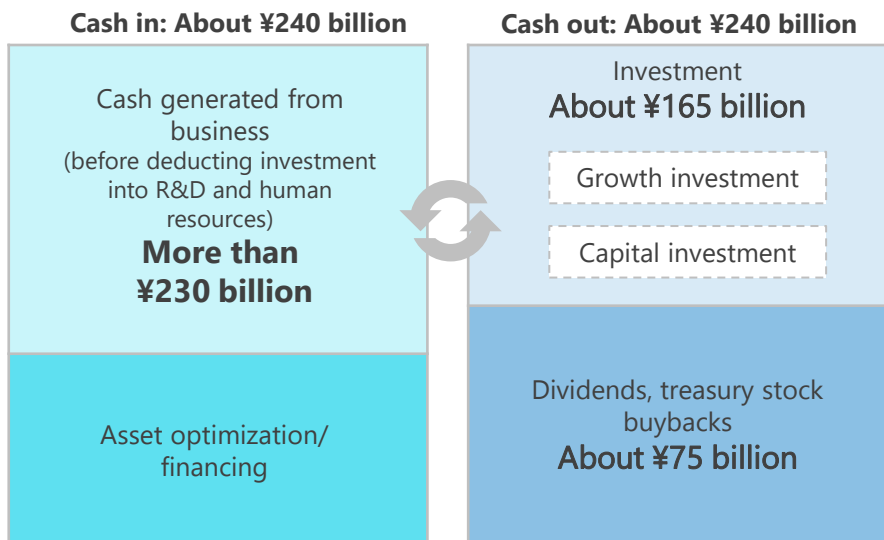 Cash in: About ¥240 billion
Cash generated from
business
(before deducting investment
into R&D and human
resources)
More than
¥230 billion
Asset optimization/
financing
Cash out: About ¥240 billion
Investment
About ¥165 billion
Growth investment
Capital investment
Dividends, treasury stock
buybacks
About ¥75 billion